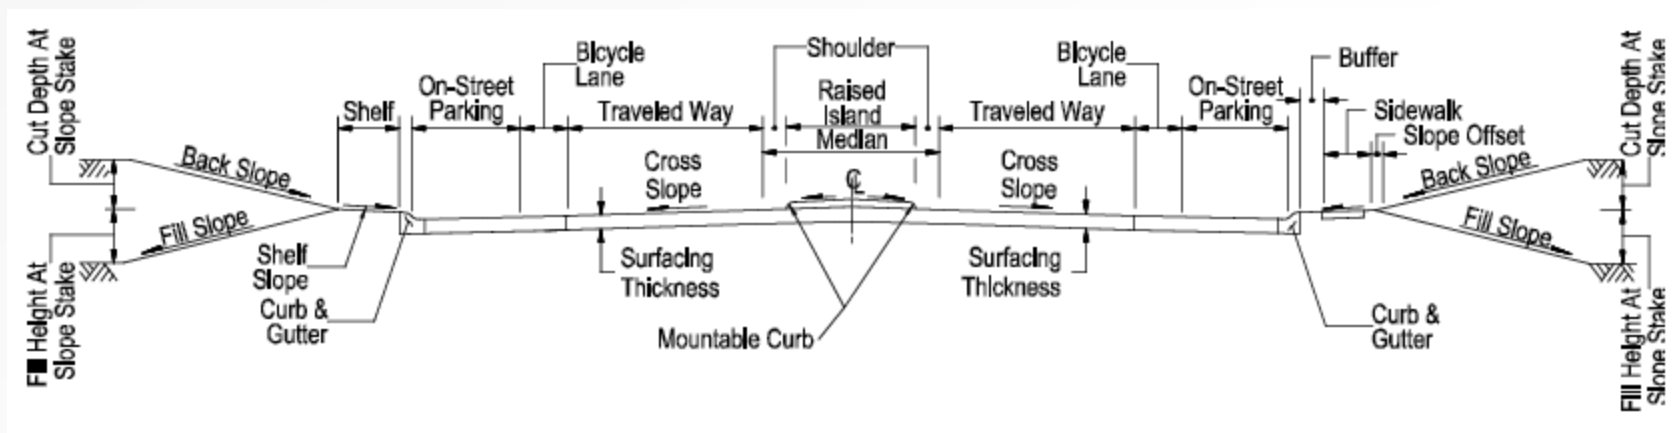 Cut Depth At
Slope Stake
Fill Height At
Slope Stake
Back Slope
Fill Slope
Shelf
Shelf
Slope
Curb &
Gutter
On-Street
Parking
Bicycle
Lane
Traveled Way
Cross
Slope
Surfacing
Thickness
Shoulder
Raised
Island
Median
CL
Mountable Curb
Traveled Way
Cross
Slope
Surfacing
Thickness
Bicycle
Lane
On-Street
Parking
Buffer
Sidewalk
Slope Offset
Back Slope
Fill Slope
Curb &
Gutter
Cut Depth At
Slope Stake
Fill Height At
Slope Stake